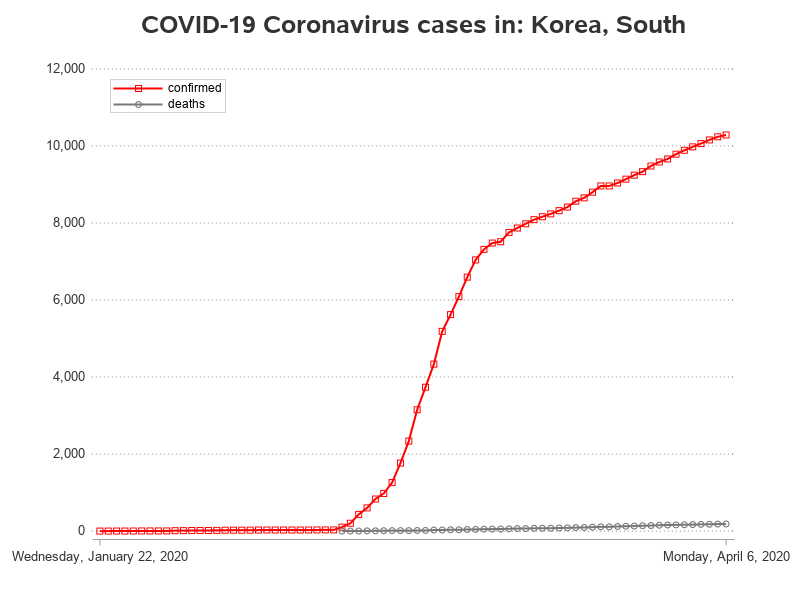 COVID-19 Coronavirus cases in: Korea, South
12,000
confirmed
deaths
10,000
8,000
6,000
4,000
2,000
0
Wednesday, January 22, 2020
Monday, April 6, 2020